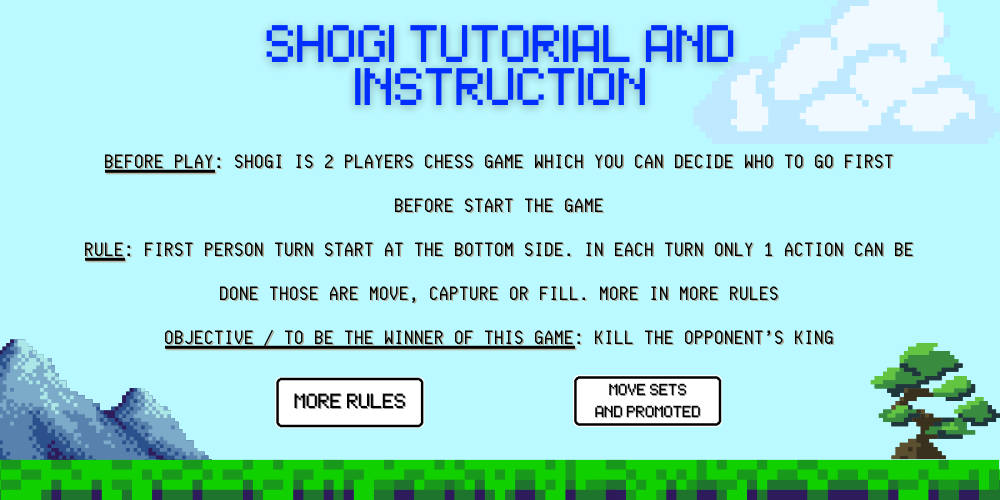 SHOGI TUTORIAL AND
INSTRUCTION
BEFORE PLAY: SHOGI IS 2 PLAYERS CHESS GAME WHICH YOU CAN DECIDE WHO TO GO FIRST
BEFORE START THE GAME
RULE: FIRST PERSON TURN START AT THE BOTTOM SIDE. IN EACH TURN ONLY 1 ACTION CAN BE
DONE THOSE ARE MOVE, CAPTURE OR FILL. MORE IN MORE RULES
OBJECTIVE / TO BE THE WINNER OF THIS GAME: KILL THE OPPONENT'S KING
MORE RULES
MOVE SETS
AND PROMOTED